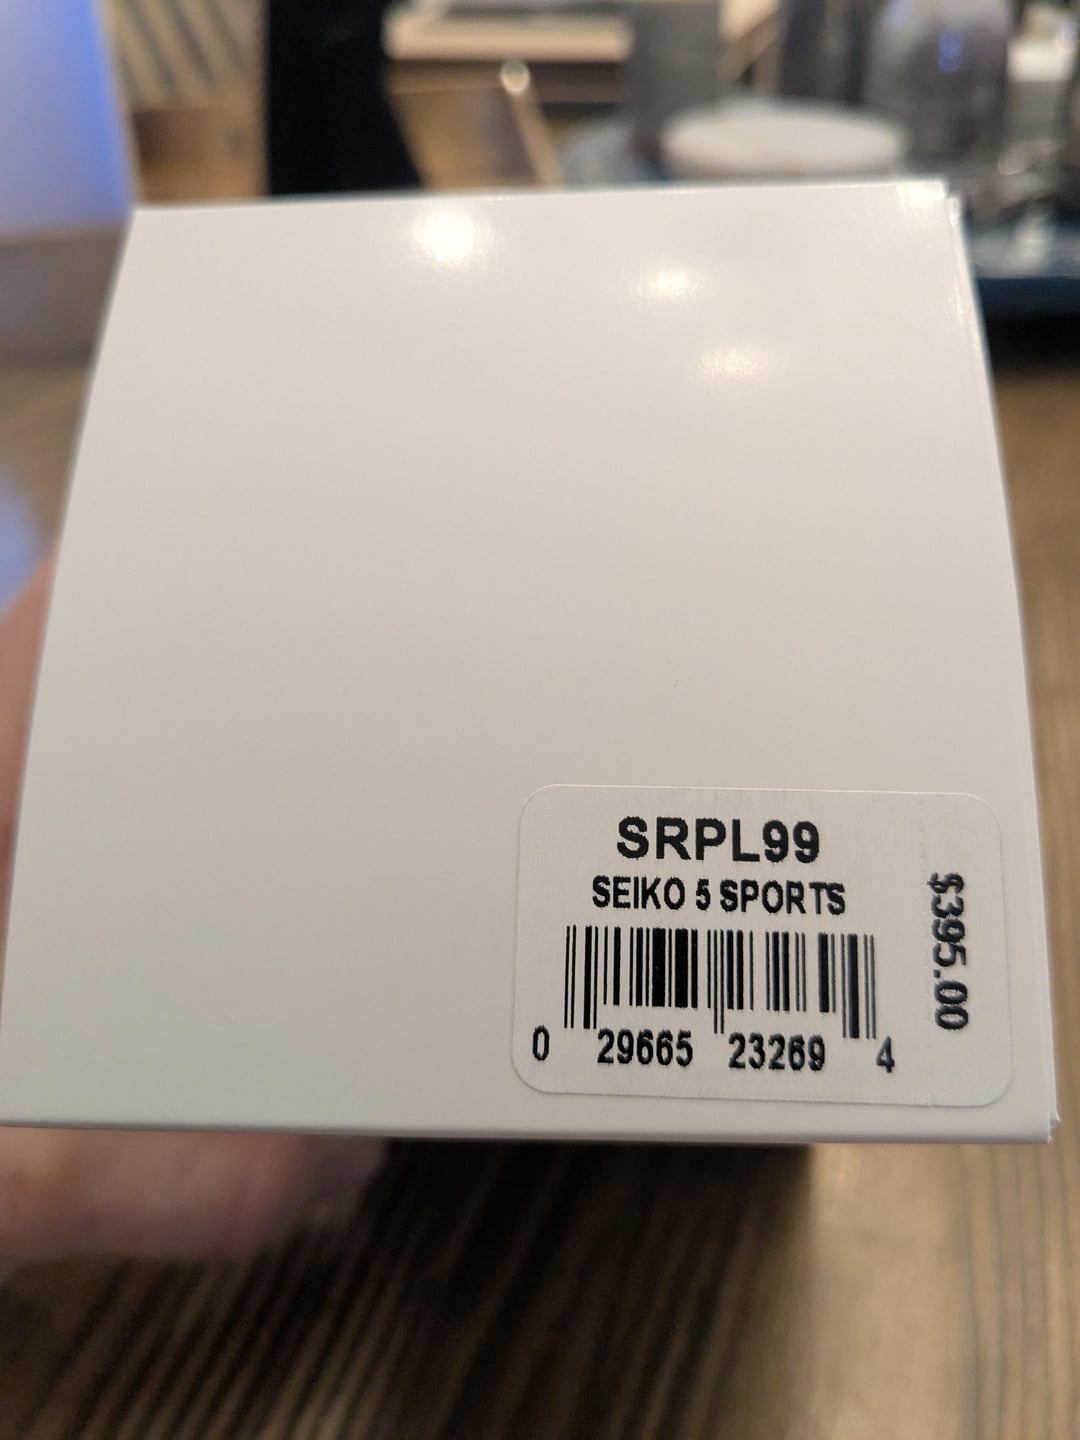 SRPL99
SEIKO 5 SPORTS
0 29665 23269 4
$395.00